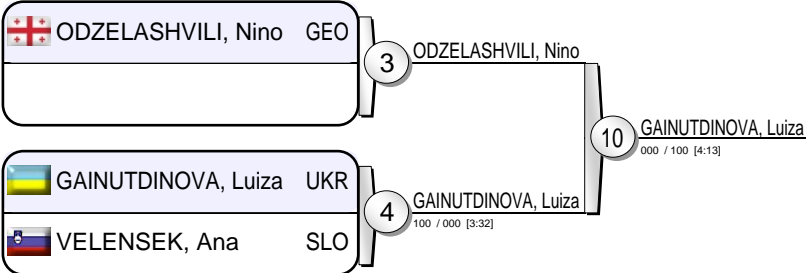 ODZELASHVILI, Nino GEO
3
ODZELASHVILI, Nino
10
GAINUTDINOVA, Luiza
000 / 100 [4:13]
GAINUTDINOVA, Luiza UKR
4
GAINUTDINOVA, Luiza
100 / 000 [3:32]
VELENSEK, Ana SLO